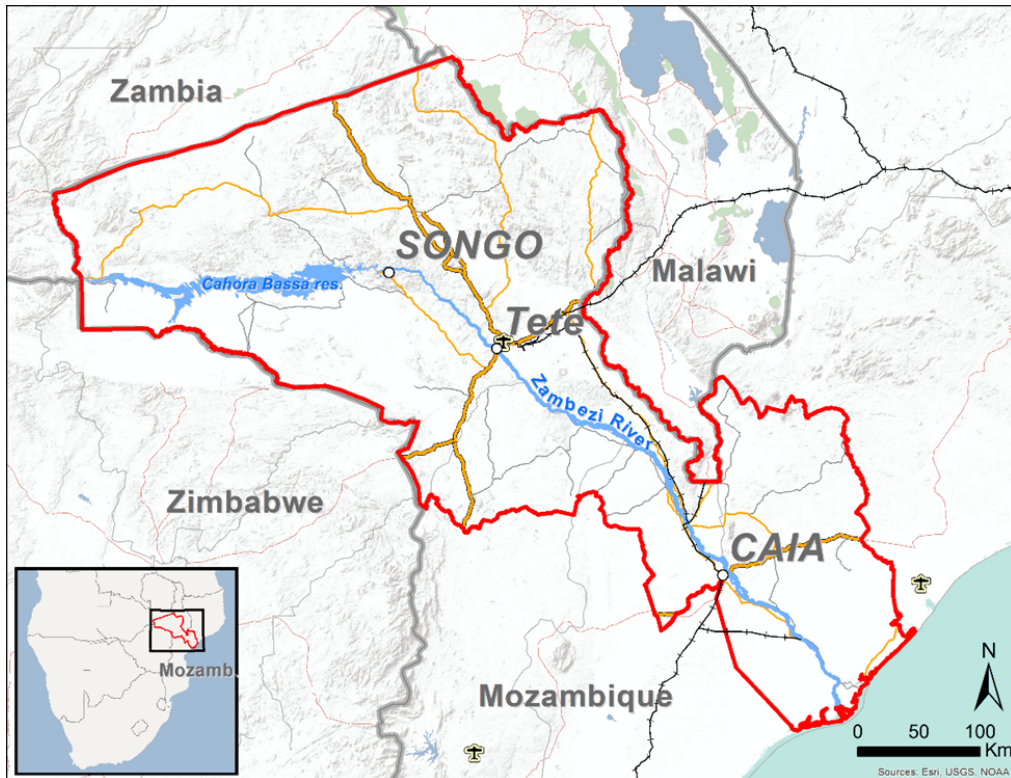 Zambia
SONGO
Malawi
Cahora Bassa res.
Tete
Zambezi River
Zimbabwe
CAIA
Mozamb.
Mozambique
N
0 50 100
Km
Sources: Esri, USGS, NOAA